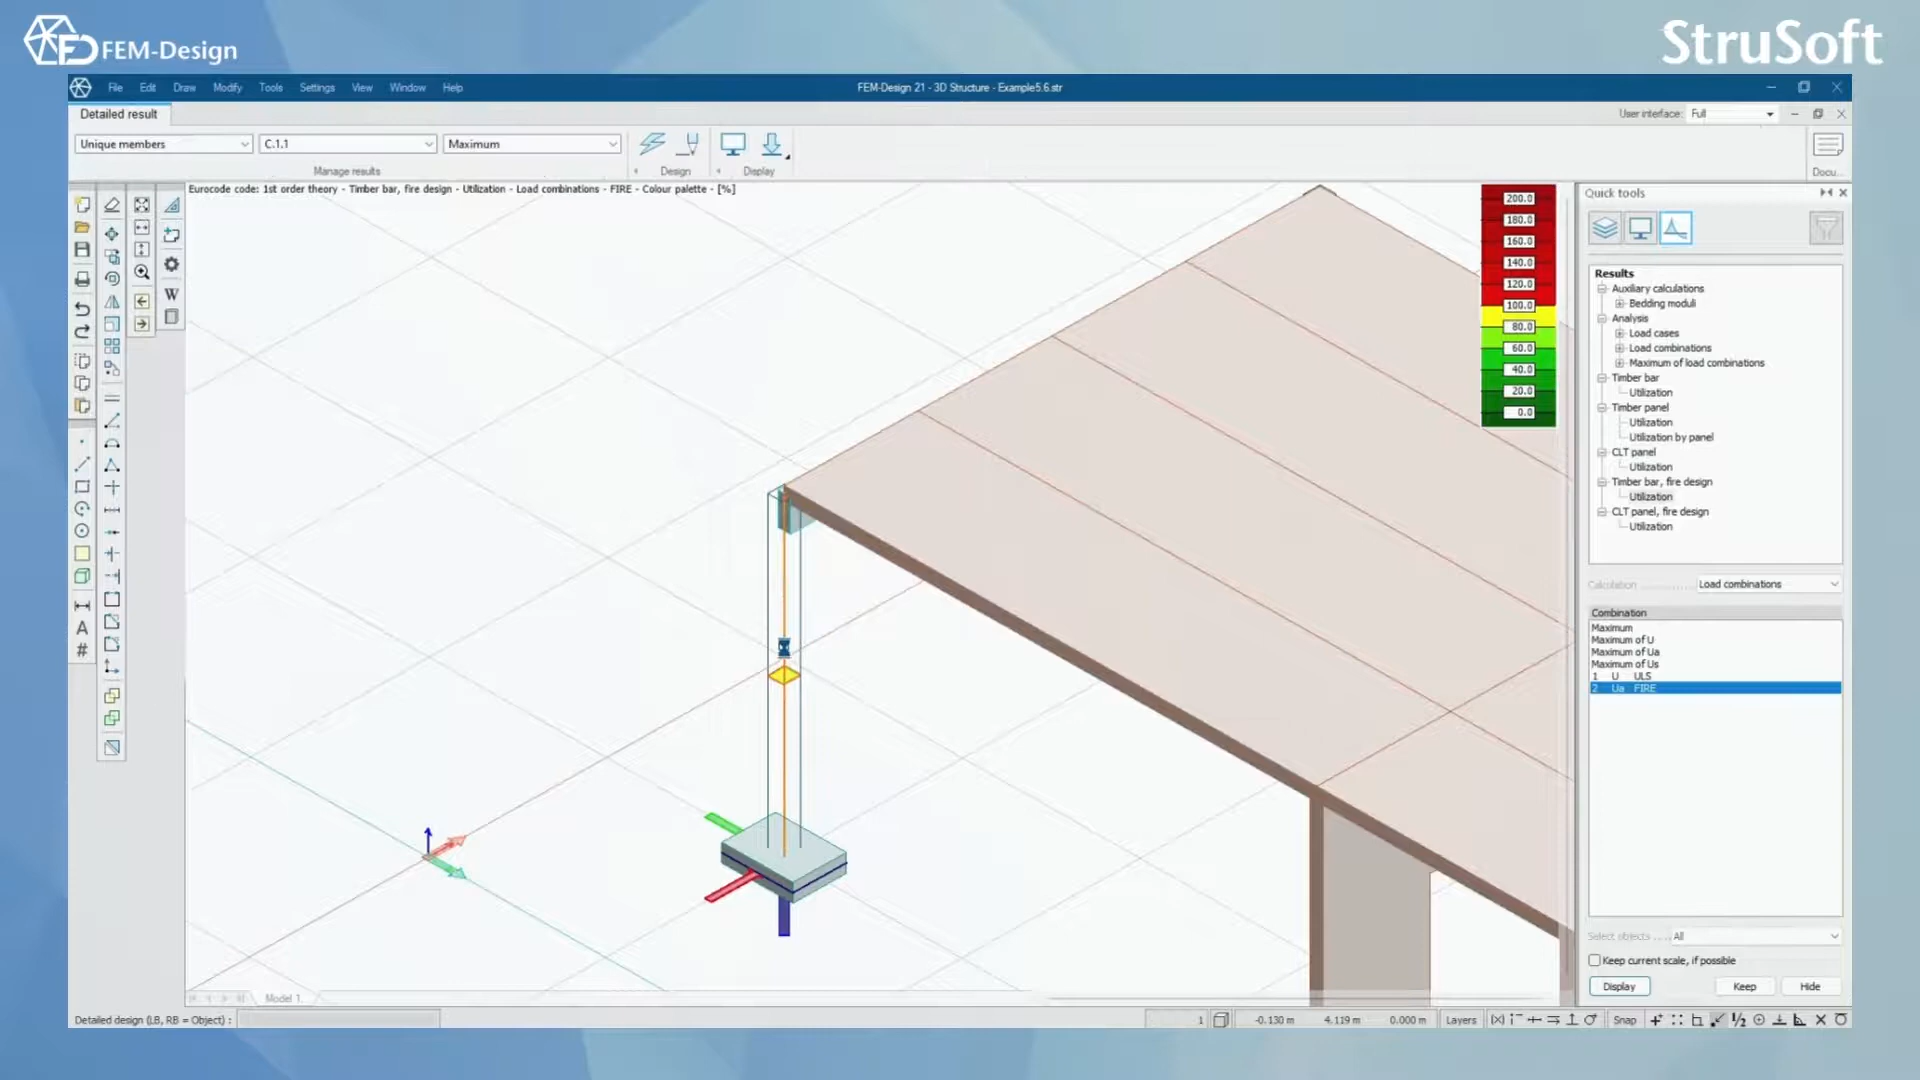 FEM-Design
StruSoft
File Edit Draw Modify Tools Settings View Window Help
FEM-Design 21 - 3D Structure - Example5.6.str
Detailed result
User interface: Full
Unique members
C.1.1
Maximum
Manage results
Design
Display
Docu...
Eurocode code: 1st order theory - Timber bar, fire design - Utilization - Load combinations - FIRE - Colour palette - [%]
200.0
180.0
160.0
140.0
120.0
100.0
80.0
60.0
40.0
20.0
0.0
W
A
#
Quick tools
Results
Auxiliary calculations
Bedding moduli
Analysis
Load cases
Load combinations
Maximum of load combinations
Timber bar
Utilization
Timber panel
Utilization
Utilization by panel
CLT panel
Utilization
Timber bar, fire design
Utilization
CLT panel, fire design
Utilization
Calculation ............... Load combinations
Combination
Maximum
Maximum of U
Maximum of Ua
Maximum of Us
1 U ULS
2 Ua FIRE
Select objects ..... All
Keep current scale, if possible
Display Keep Hide
Model 1.
Detailed design (LB, RB = Object) :
1
-0.130 m 4.119 m 0.000 m
Layers
Snap
1/2